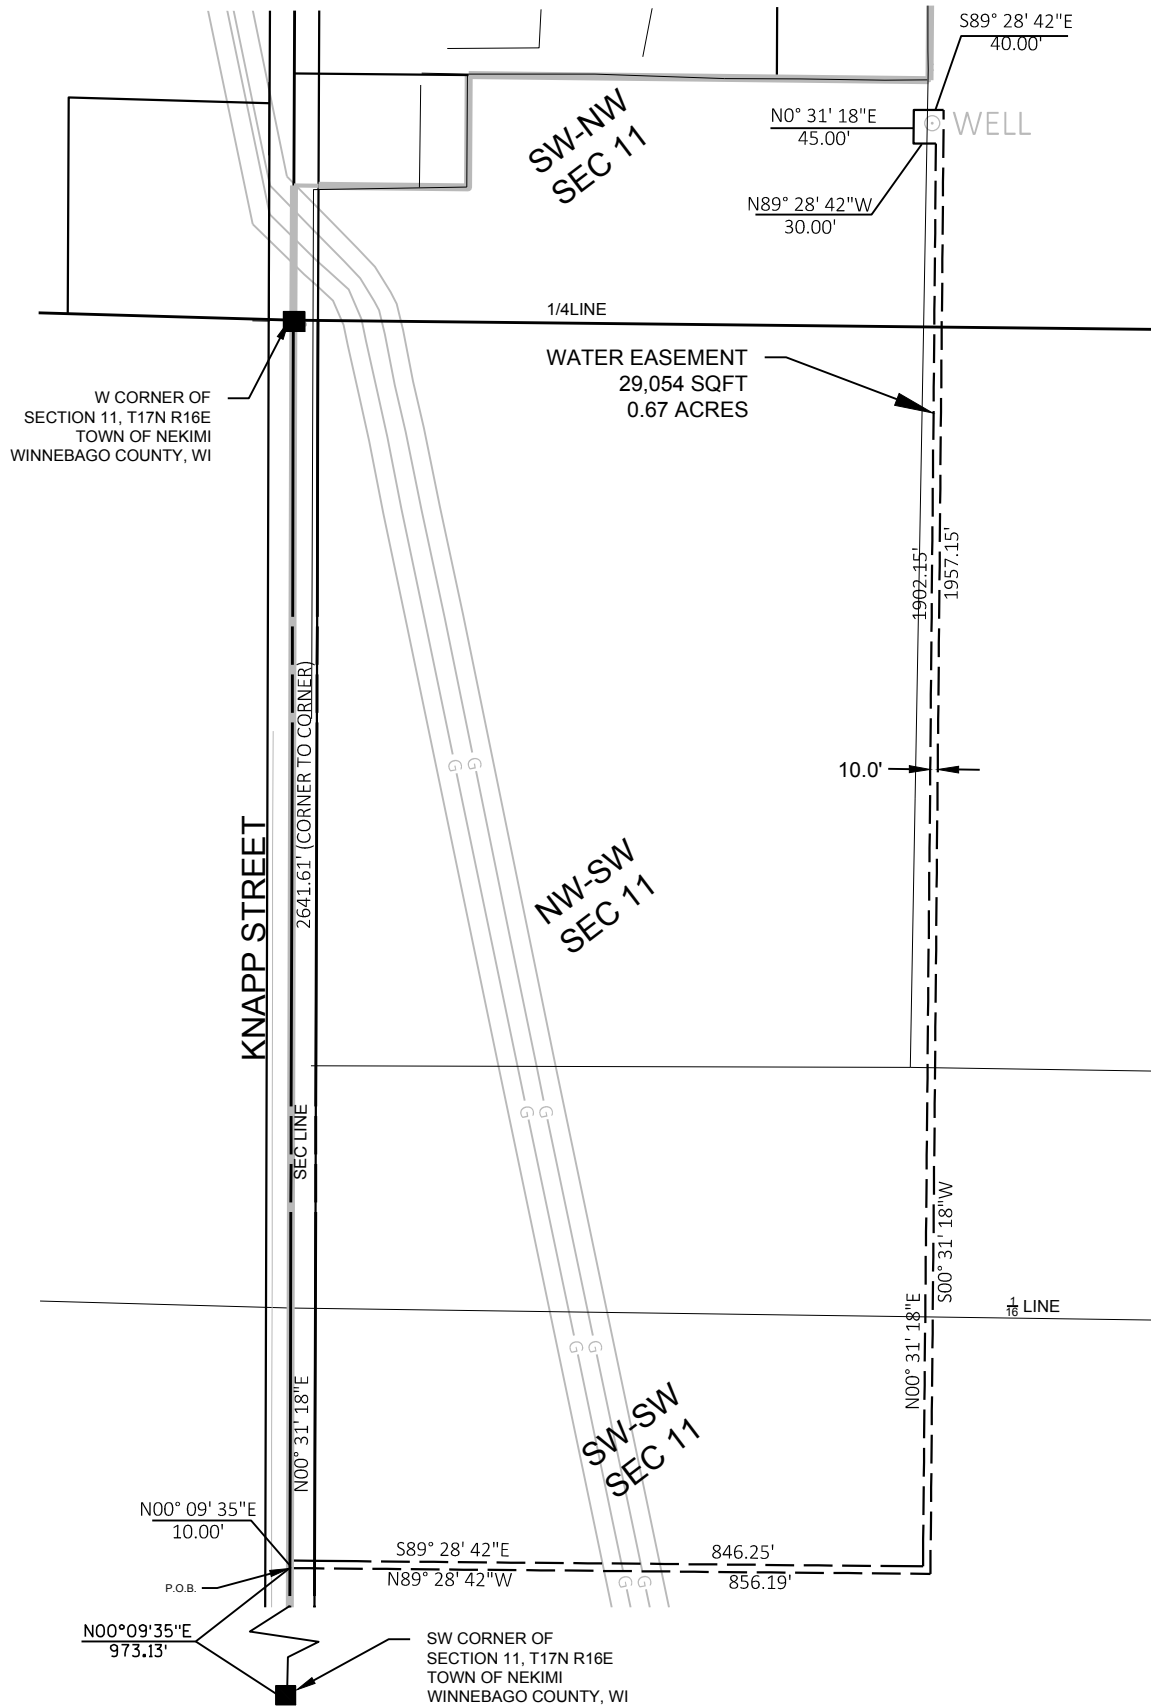 S89° 28' 42"E
40.00'
N0° 31' 18"E
45.00'
WELL
N89° 28' 42"W
30.00'
SW-NW
SEC 11
1/4LINE
WATER EASEMENT
29,054 SQFT
0.67 ACRES
W CORNER OF
SECTION 11, T17N R16E
TOWN OF NEKIMI
WINNEBAGO COUNTY, WI
1902.15'
1957.15'
2641.61' (CORNER TO CORNER)
G G
10.0'
KNAPP STREET
NW-SW
SEC 11
SEC LINE
G G
S00° 31' 18"W
N00° 31' 18"E
1/16 LINE
G G
N00° 31' 18"E
SW-SW
SEC 11
N00° 09' 35"E
10.00'
S89° 28' 42"E
846.25'
N89° 28' 42"W
856.19'
G G
P.O.B.
N00°09'35"E
973.13'
SW CORNER OF
SECTION 11, T17N R16E
TOWN OF NEKIMI
WINNEBAGO COUNTY, WI